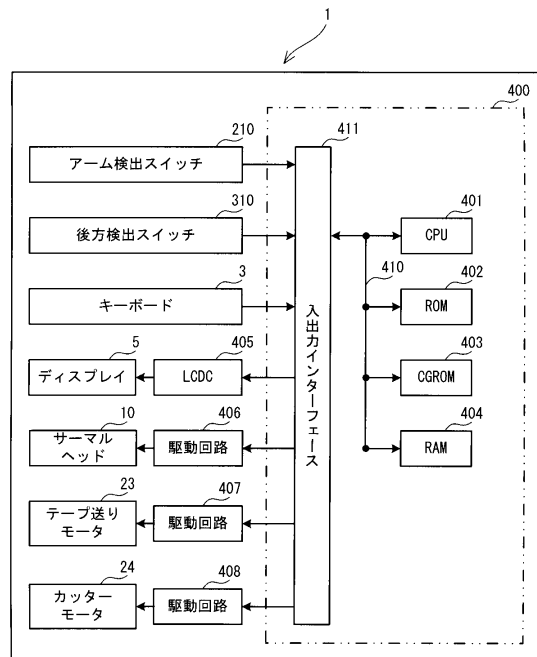 1
400
210
アーム検出スイッチ
411
310
後方検出スイッチ
401
CPU
410
3
キーボード
402
ROM
入出力インターフェース
5
ディスプレイ
405
LCDC
403
CGROM
10
サーマル
ヘッド
406
駆動回路
404
RAM
23
テープ送り
モータ
407
駆動回路
24
カッター
モータ
408
駆動回路